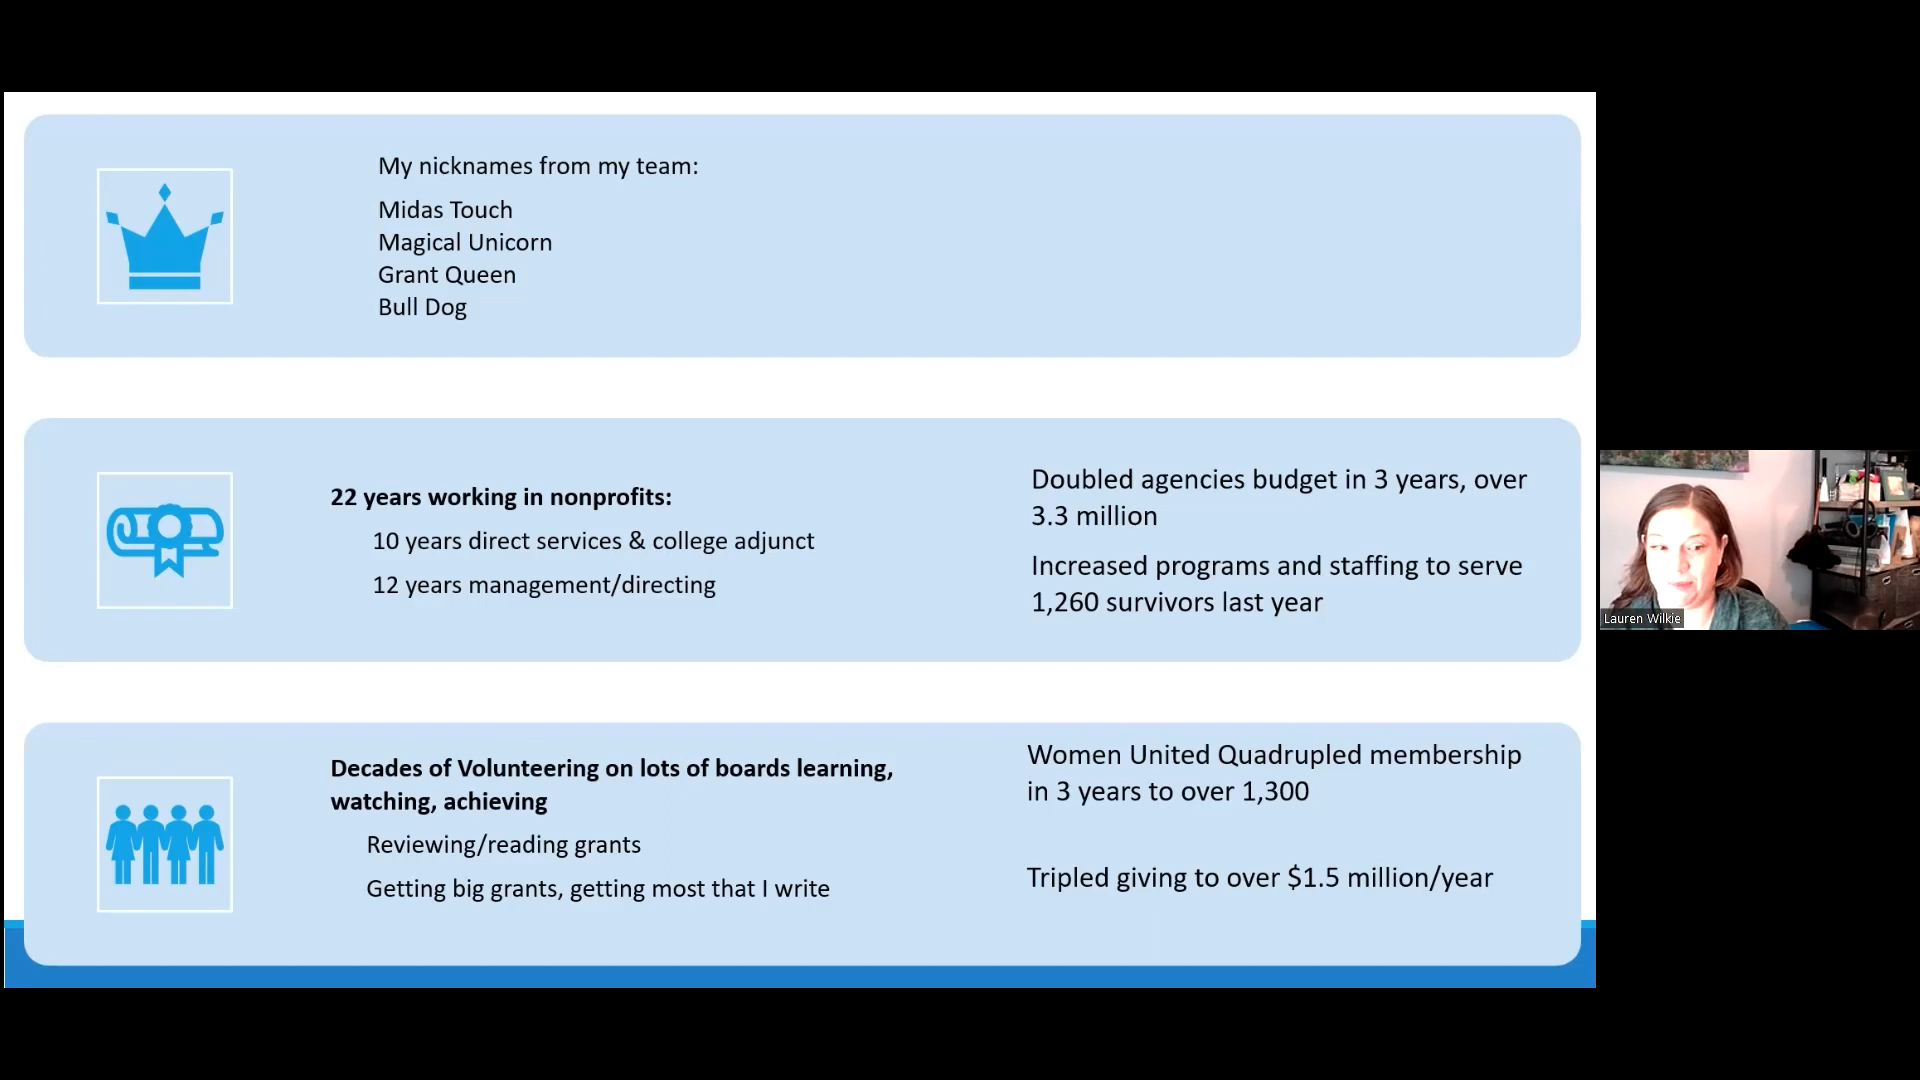 My nicknames from my team:
Midas Touch
Magical Unicorn
Grant Queen
Bull Dog
22 years working in nonprofits:
10 years direct services & college adjunct
12 years management/directing
Doubled agencies budget in 3 years, over
3.3 million
Increased programs and staffing to serve
1,260 survivors last year
Decades of Volunteering on lots of boards learning,
watching, achieving
Reviewing/reading grants
Getting big grants, getting most that I write
Women United Quadrupled membership
in 3 years to over 1,300
Tripled giving to over $1.5 million/year
Lauren Wilkie